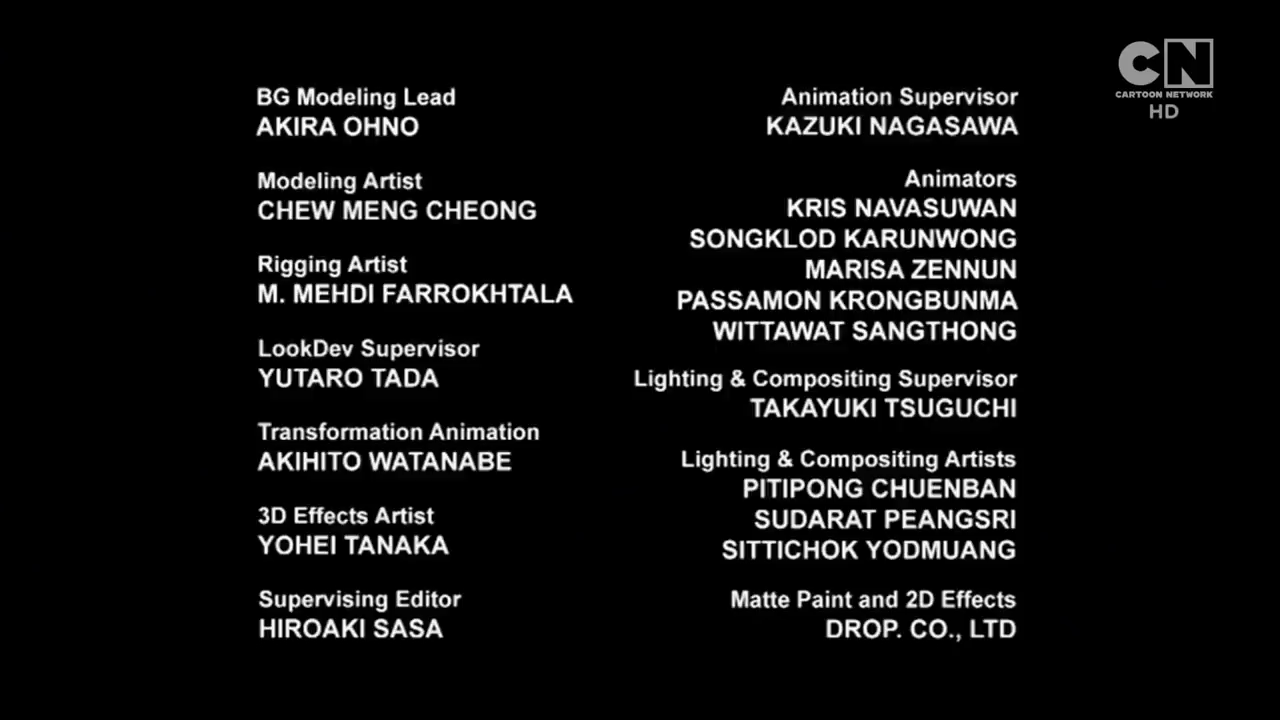 BG Modeling Lead
AKIRA OHNO
Modeling Artist
CHEW MENG CHEONG
Rigging Artist
M. MEHDI FARROKHTALA
LookDev Supervisor
YUTARO TADA
Transformation Animation
AKIHITO WATANABE
3D Effects Artist
YOHEI TANAKA
Supervising Editor
HIROAKI SASA
Animation Supervisor
KAZUKI NAGASAWA
Animators
KRIS NAVASUWAN
SONGKLOD KARUNWONG
MARISA ZENNUN
PASSAMON KRONGBUNMA
WITTAWAT SANGTHONG
Lighting & Compositing Supervisor
TAKAYUKI TSUGUCHI
Lighting & Compositing Artists
PITIPONG CHUENBAN
SUDARAT PEANGSRI
SITTICHOK YODMUANG
Matte Paint and 2D Effects
DROP. CO., LTD
CN
CARTOON NETWORK
HD